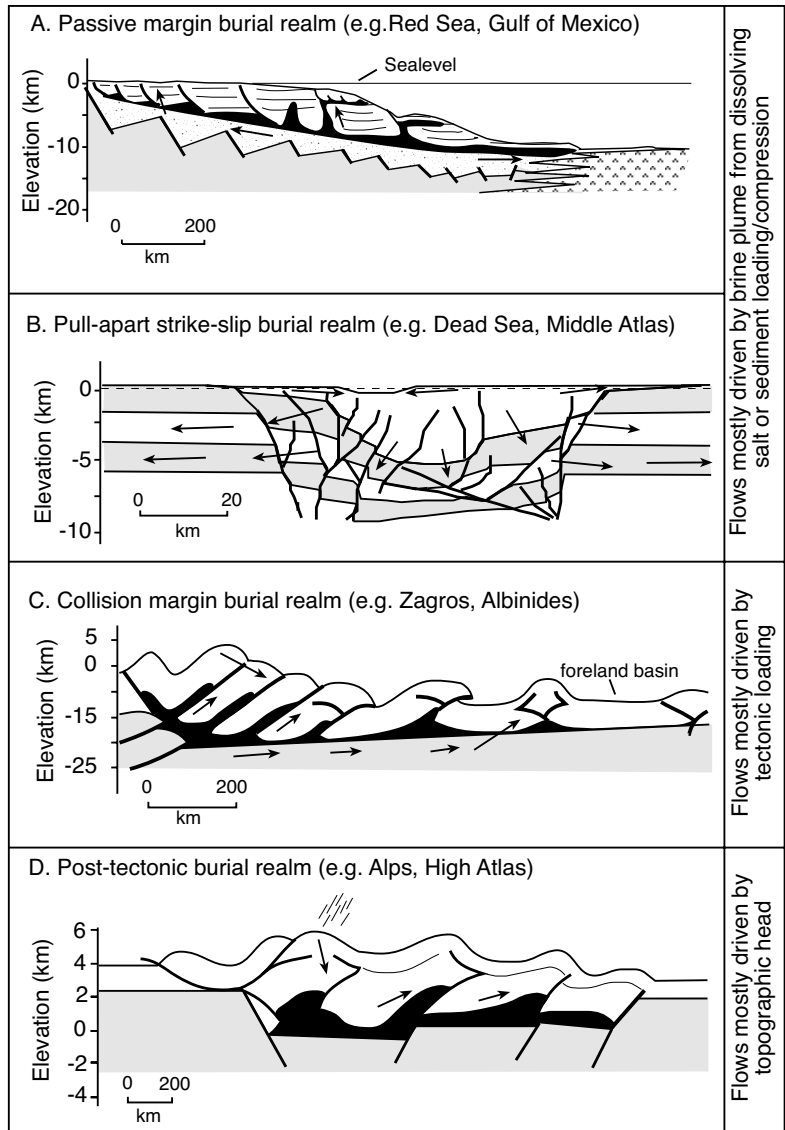 A. Passive margin burial realm (e.g.Red Sea, Gulf of Mexico)
Sealevel
Elevation (km)
0
-10
-20
0 200
km
B. Pull-apart strike-slip burial realm (e.g. Dead Sea, Middle Atlas)
Elevation (km)
0
-5
-10
0 20
km
Flows mostly driven by brine plume from dissolving
salt or sediment loading/compression
C. Collision margin burial realm (e.g. Zagros, Albinides)
foreland basin
Elevation (km)
5
0
-15
-25
0 200
km
Flows mostly driven by
tectonic loading
D. Post-tectonic burial realm (e.g. Alps, High Atlas)
Elevation (km)
6
4
2
0
-2
-4
0 200
km
Flows mostly driven by
topographic head